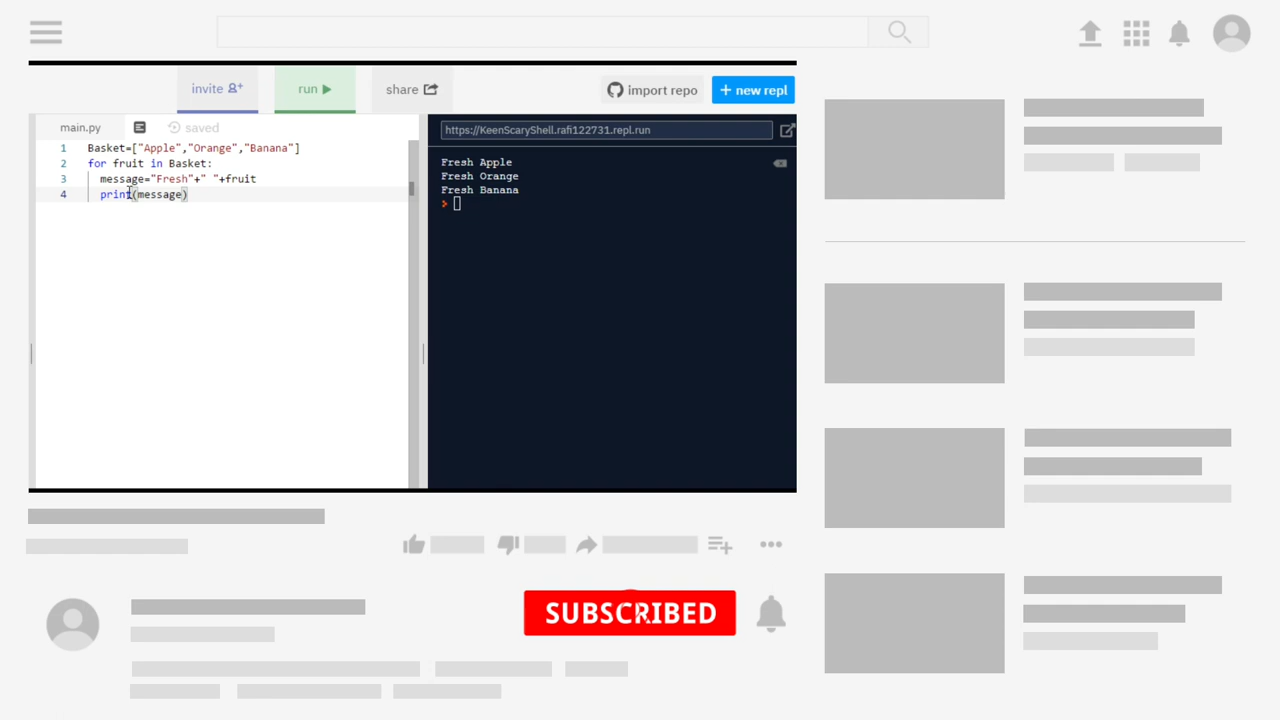 invite
run
share
import repo
+ new repl
main.py
saved
https://KeenScaryShell.rafi122731.repl.run
1 Basket=["Apple","Orange","Banana"]
2 for fruit in Basket:
3 message="Fresh"+" "+fruit
4 print(message)
Fresh Apple
Fresh Orange
Fresh Banana
>
SUBSCRIBED